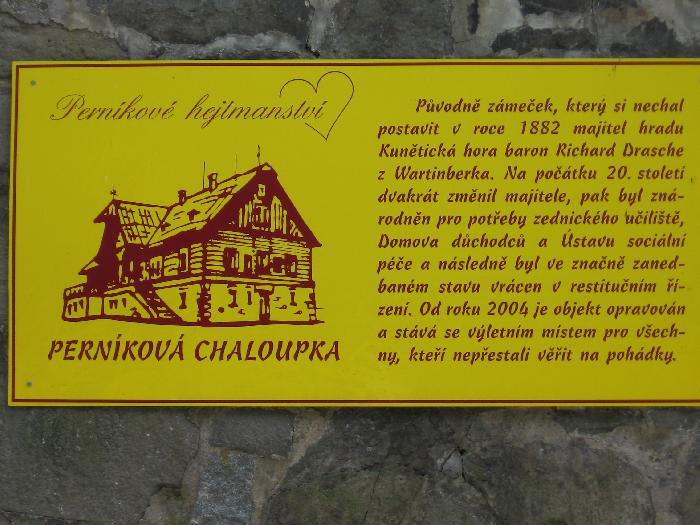 Perníkové hejtmanství
PERNÍKOVÁ CHALOUPKA
Původně zámeček, který si nechal
postavit v roce 1882 majitel hradu
Kunětická hora baron Richard Drasche
z Wartinberka. Na počátku 20. století
dvakrát změnil majitele, pak byl zná-
rodněn pro potřeby zednického učiliště,
Domova důchodců a Ústavu sociální
péče a následně byl ve značně zaned-
baném stavu vrácen v restitučním ří-
zení. Od roku 2004 je objekt opravován
a stává se výletním místem pro všech-
ny, kteří nepřestali věřit na pohádky.